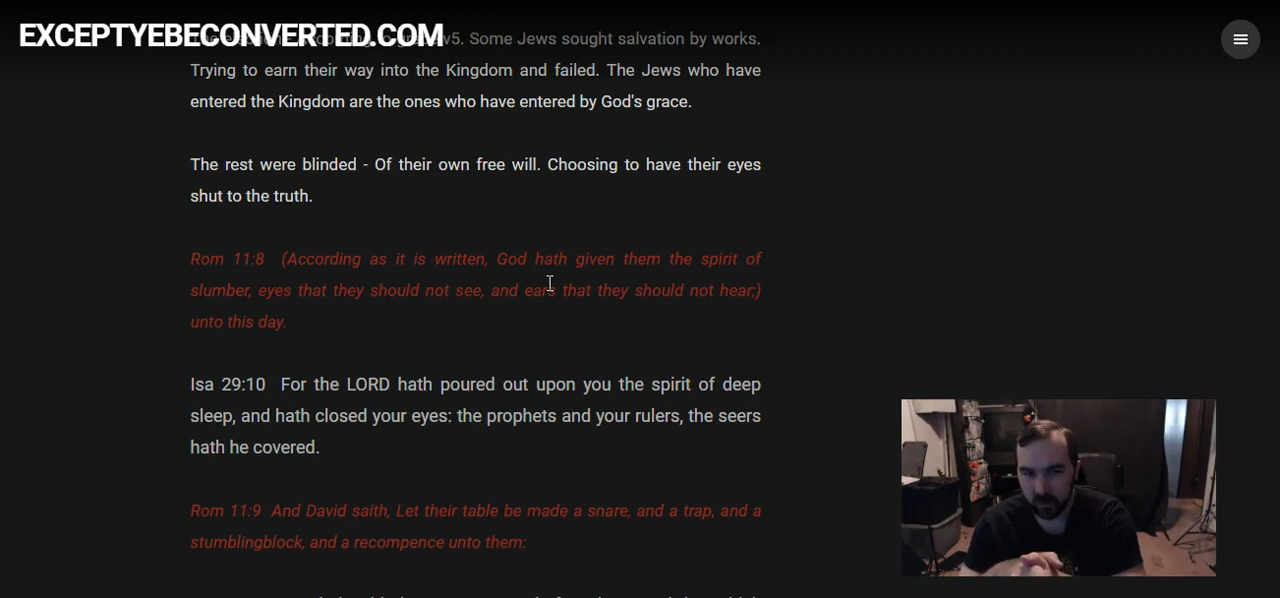 EXCEPTYEBECONVERTED.COM
v5. Some Jews sought salvation by works.
Trying to earn their way into the Kingdom and failed. The Jews who have
entered the Kingdom are the ones who have entered by God's grace.
The rest were blinded - Of their own free will. Choosing to have their eyes
shut to the truth.
Rom 11:8 (According as it is written, God hath given them the spirit of
slumber, eyes that they should not see, and ears that they should not hear;)
unto this day.
Isa 29:10 For the LORD hath poured out upon you the spirit of deep
sleep, and hath closed your eyes: the prophets and your rulers, the seers
hath he covered.
Rom 11:9 And David saith, Let their table be made a snare, and a trap, and a
stumblingblock, and a recompence unto them: